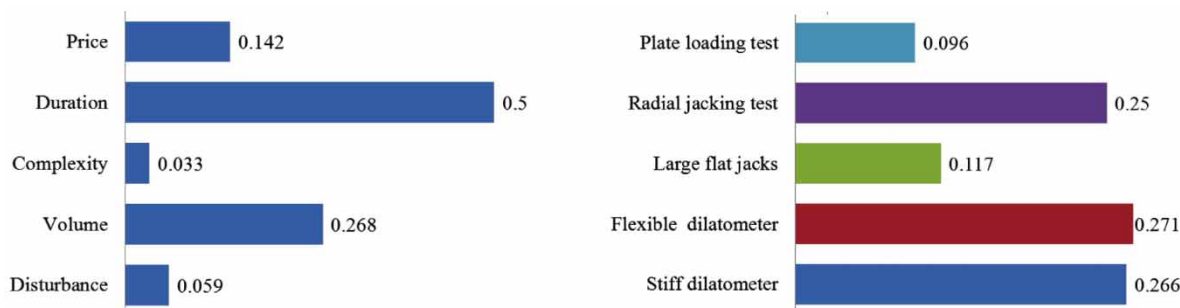 Price 0.142
Duration 0.5
Complexity 0.033
Volume 0.268
Disturbance 0.059
Plate loading test 0.096
Radial jacking test 0.25
Large flat jacks 0.117
Flexible dilatometer 0.271
Stiff dilatometer 0.266